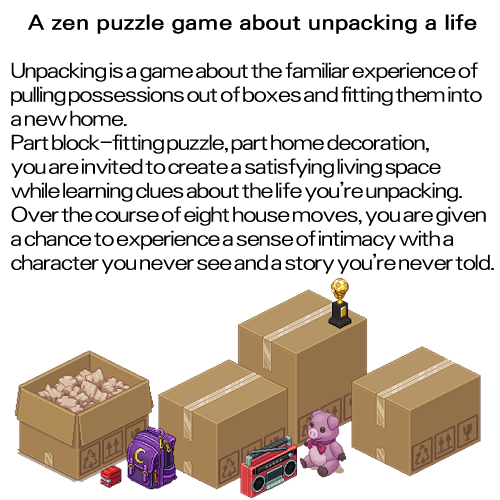 A zen puzzle game about unpacking a life
Unpacking is a game about the familiar experience of
pulling possessions out of boxes and fitting them into
a new home.
Part block-fitting puzzle, part home decoration,
you are invited to create a satisfying living space
while learning clues about the life you're unpacking.
Over the course of eight house moves, you are given
a chance to experience a sense of intimacy with a
character you never see and a story you're never told.
C